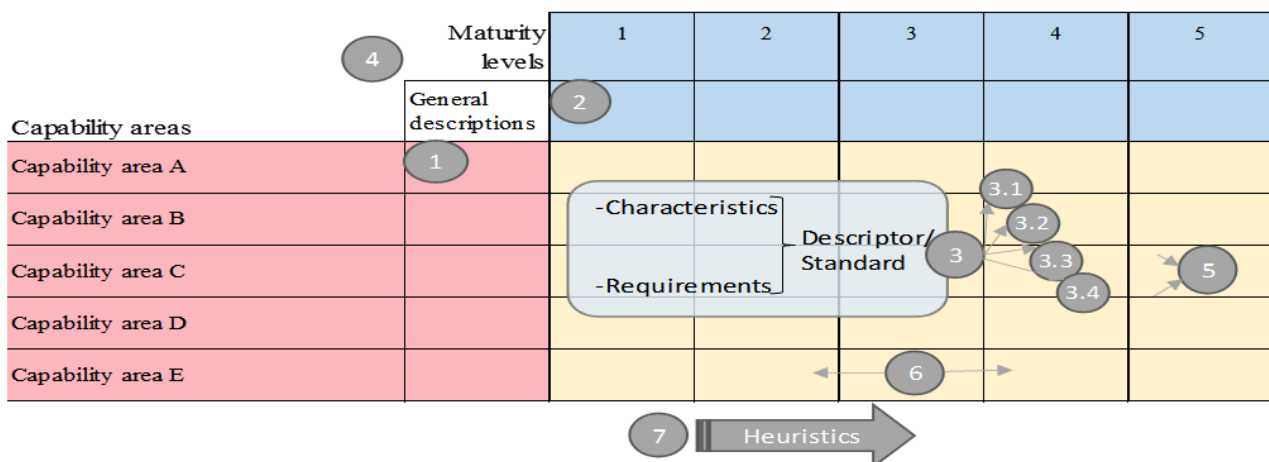 Maturity levels 1 2 3 4 5
4
General descriptions 2
Capability areas
Capability area A 1
3.1
-Characteristics
Capability area B 3.2
Descriptor/ Standard 3
Capability area C 3.3 5
-Requirements 3.4
Capability area D
Capability area E 6
7 Heuristics